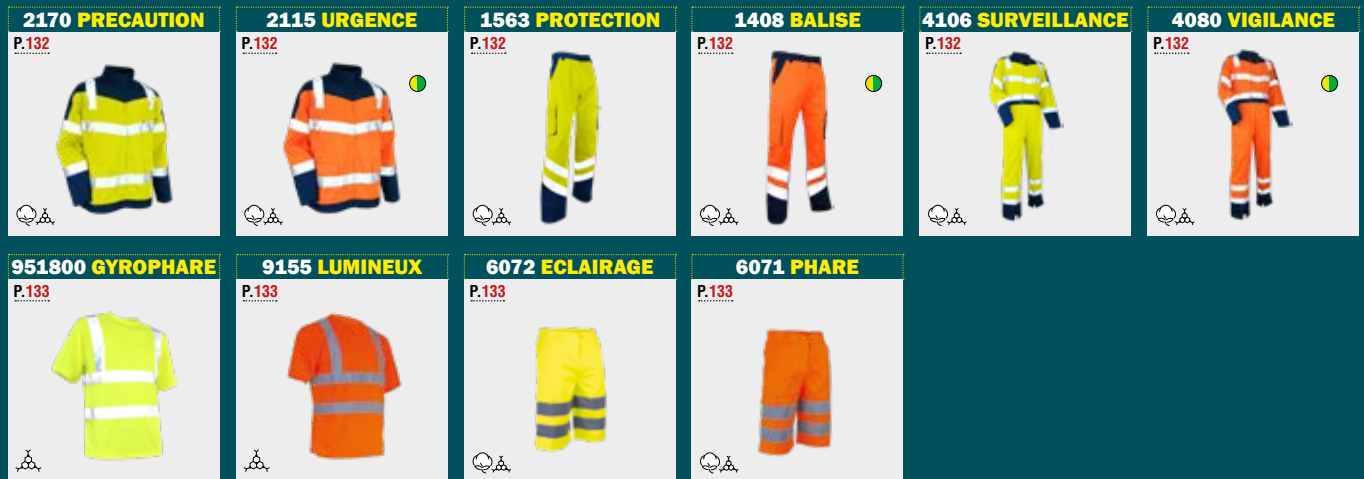 2170 PRECAUTION
P.132
2115 URGENCE
P.132
1563 PROTECTION
P.132
1408 BALISE
P.132
4106 SURVEILLANCE
P.132
4080 VIGILANCE
P.132
951800 GYROPHARE
P.133
9155 LUMINEUX
P.133
6072 ECLAIRAGE
P.133
6071 PHARE
P.133